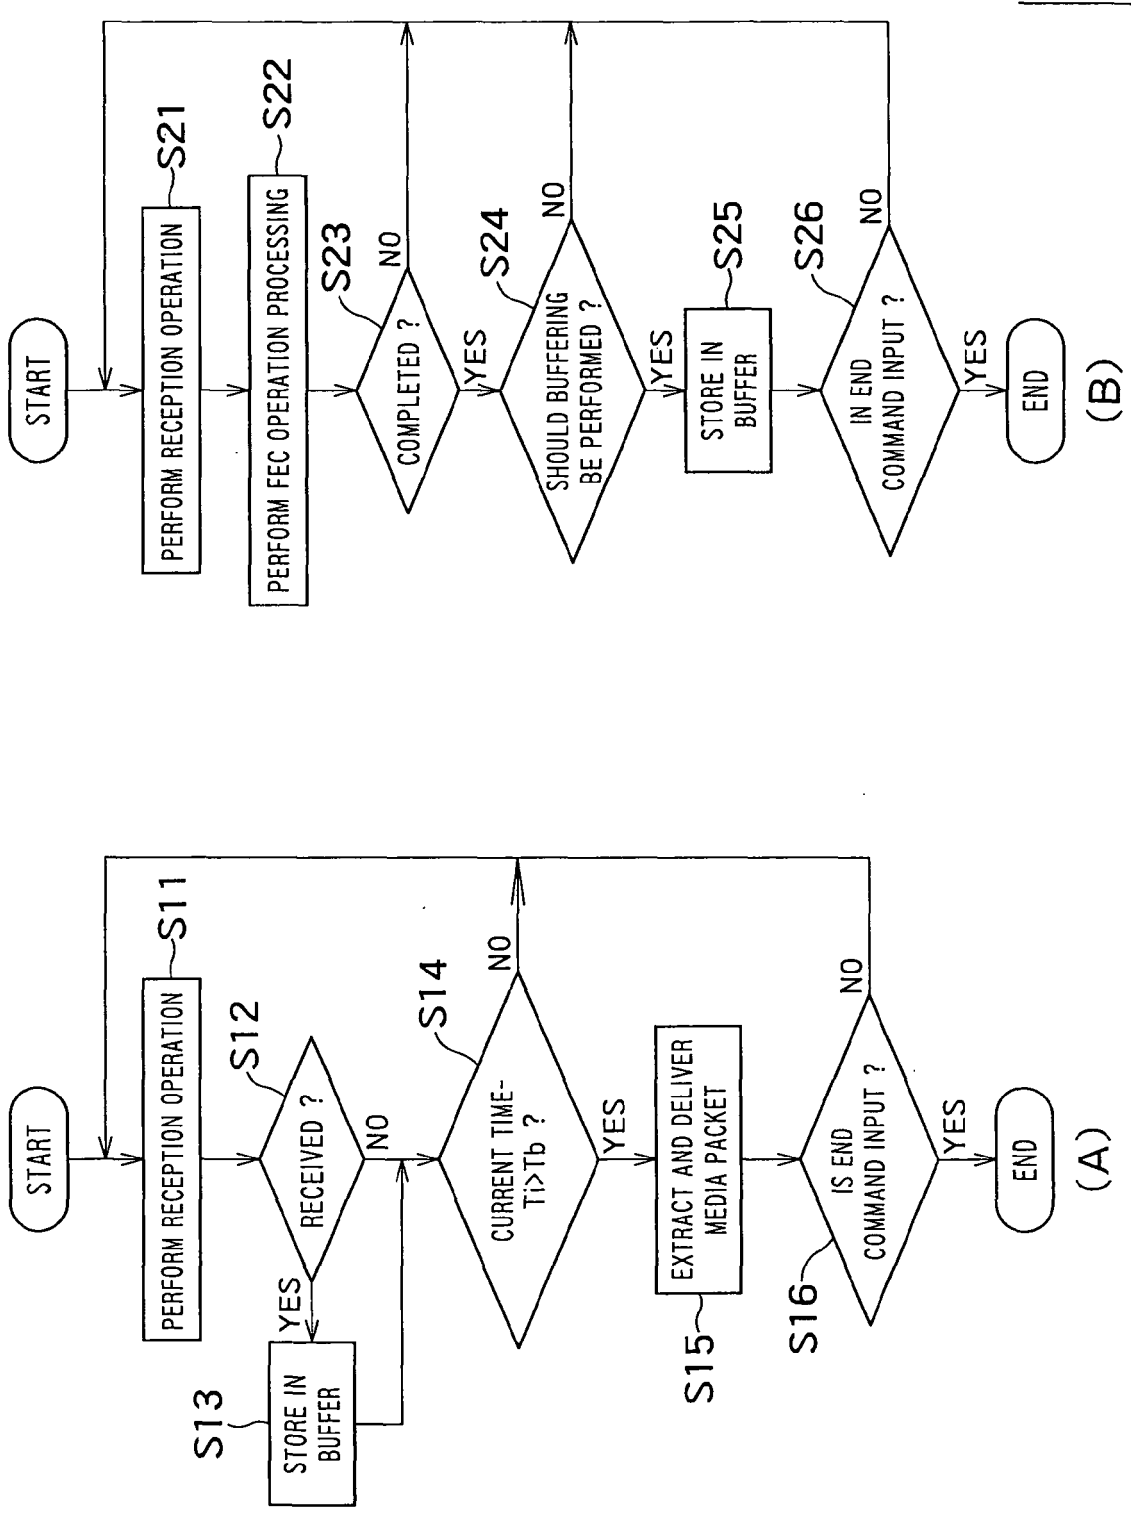 START
PERFORM RECEPTION OPERATION
S11
RECEIVED ?
S12
YES
NO
STORE IN
BUFFER
S13
CURRENT TIME-
Ti>Tb ?
S14
NO
YES
EXTRACT AND DELIVER
MEDIA PACKET
S15
IS END
COMMAND INPUT ?
S16
NO
YES
END
(A)
START
PERFORM RECEPTION OPERATION
S21
PERFORM FEC OPERATION PROCESSING
S22
COMPLETED ?
S23
NO
YES
SHOULD BUFFERING
BE PERFORMED ?
S24
NO
YES
STORE IN
BUFFER
S25
IN END
COMMAND INPUT ?
S26
NO
YES
END
(B)